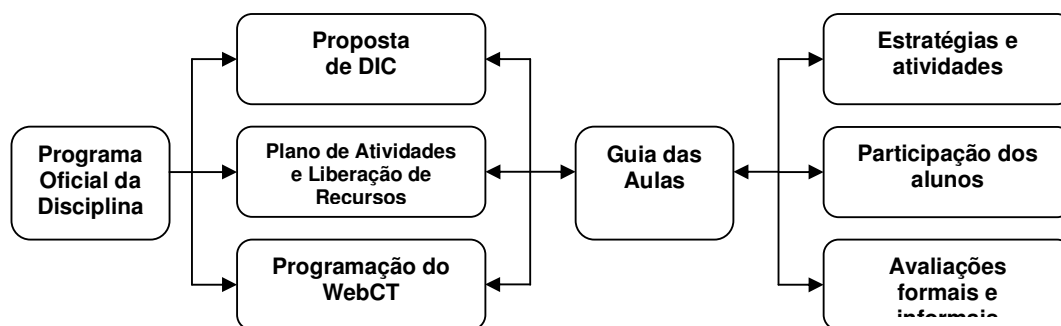 Programa
Oficial da
Disciplina
Proposta
de DIC
Plano de Atividades
e Liberação de
Recursos
Programação do
WebCT
Guia das
Aulas
Estratégias e
atividades
Participação dos
alunos
Avaliações
formais e
informais